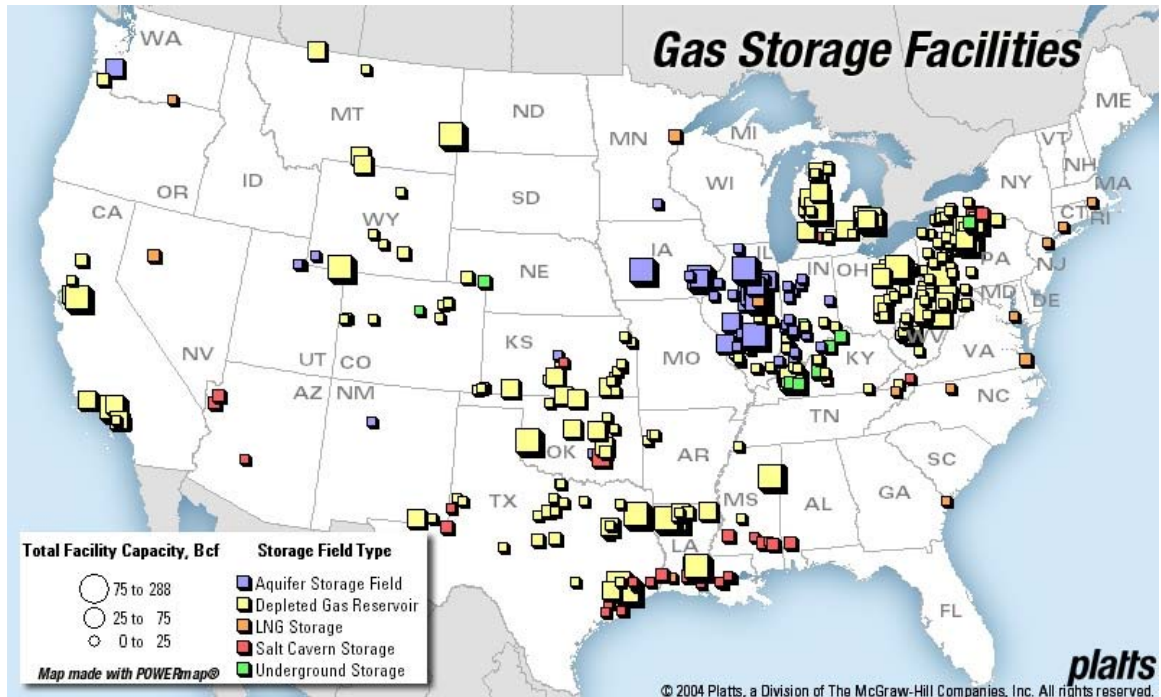 Gas Storage Facilities
WA
MT
ND
MN
MI
ME
VT
NH
NY
MA
CT
RI
OR
ID
SD
WI
CA
WY
IA
IL
IN
OH
PA
NJ
NE
MD
DE
NV
UT
CO
KS
MO
KY
WV
VA
AZ
NM
OK
AR
TN
NC
SC
TX
MS
AL
GA
LA
FL
Total Facility Capacity, Bcf
75 to 288
25 to 75
0 to 25
Map made with POWERmap®
Storage Field Type
Aquifer Storage Field
Depleted Gas Reservoir
LNG Storage
Salt Cavern Storage
Underground Storage
platts
© 2004 Platts, a Division of The McGraw-Hill Companies, Inc. All rights reserved.